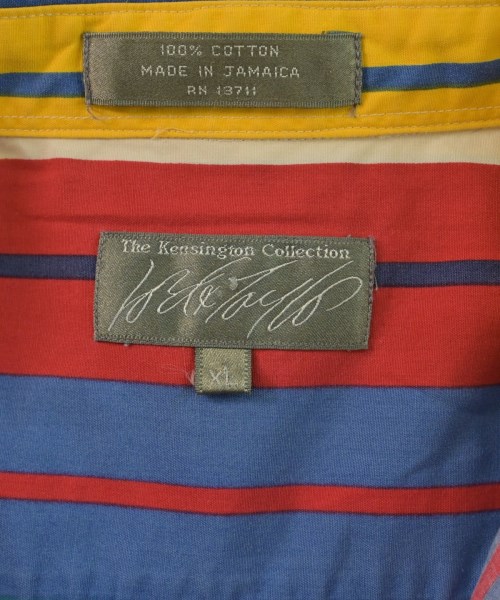 100% COTTON
MADE IN JAMAICA
RN 13711
The Kensington Collection
XL